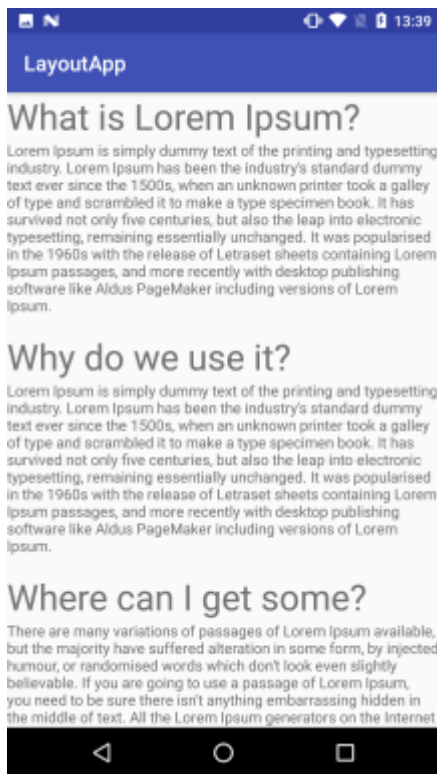 13:39
LayoutApp
What is Lorem Ipsum?
Lorem Ipsum is simply dummy text of the printing and typesetting
industry. Lorem Ipsum has been the industry's standard dummy
text ever since the 1500s, when an unknown printer took a galley
of type and scrambled it to make a type specimen book. It has
survived not only five centuries, but also the leap into electronic
typesetting, remaining essentially unchanged. It was popularised
in the 1960s with the release of Letraset sheets containing Lorem
Ipsum passages, and more recently with desktop publishing
software like Aldus PageMaker including versions of Lorem
Ipsum.
Why do we use it?
Lorem Ipsum is simply dummy text of the printing and typesetting
industry. Lorem Ipsum has been the industry's standard dummy
text ever since the 1500s, when an unknown printer took a galley
of type and scrambled it to make a type specimen book. It has
survived not only five centuries, but also the leap into electronic
typesetting, remaining essentially unchanged. It was popularised
in the 1960s with the release of Letraset sheets containing Lorem
Ipsum passages, and more recently with desktop publishing
software like Aldus PageMaker including versions of Lorem
Ipsum.
Where can I get some?
There are many variations of passages of Lorem Ipsum available,
but the majority have suffered alteration in some form, by injected
humour, or randomised words which don't look even slightly
believable. If you are going to use a passage of Lorem Ipsum,
you need to be sure there isn't anything embarrassing hidden in
the middle of text. All the Lorem Ipsum generators on the Internet